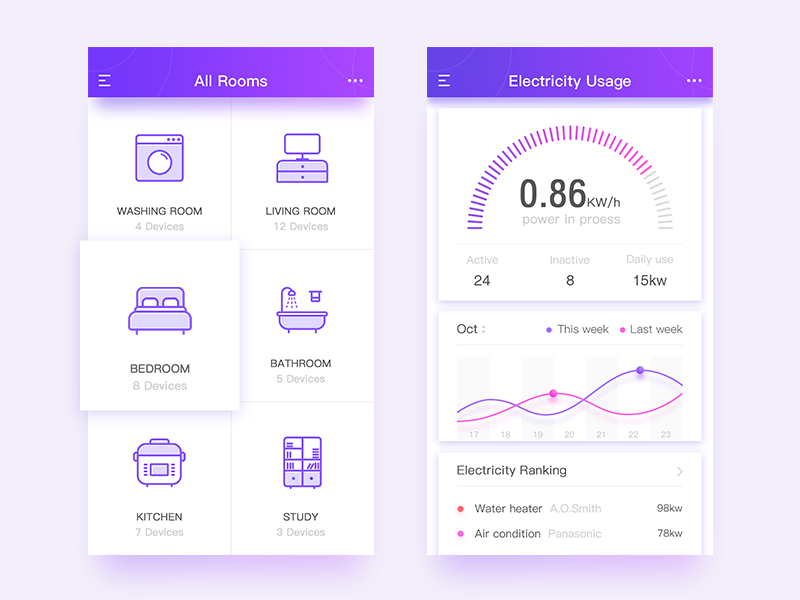 All Rooms
WASHING ROOM
4 Devices
LIVING ROOM
12 Devices
BEDROOM
8 Devices
BATHROOM
5 Devices
KITCHEN
7 Devices
STUDY
3 Devices
Electricity Usage
0.86KW/h
power in proess
Active Inactive Daily use
24 8 15kw
Oct This week Last week
17 18 19 20 21 22 23
Electricity Ranking
Water heater A.O.Smith 98kw
Air condition Panasonic 78kw